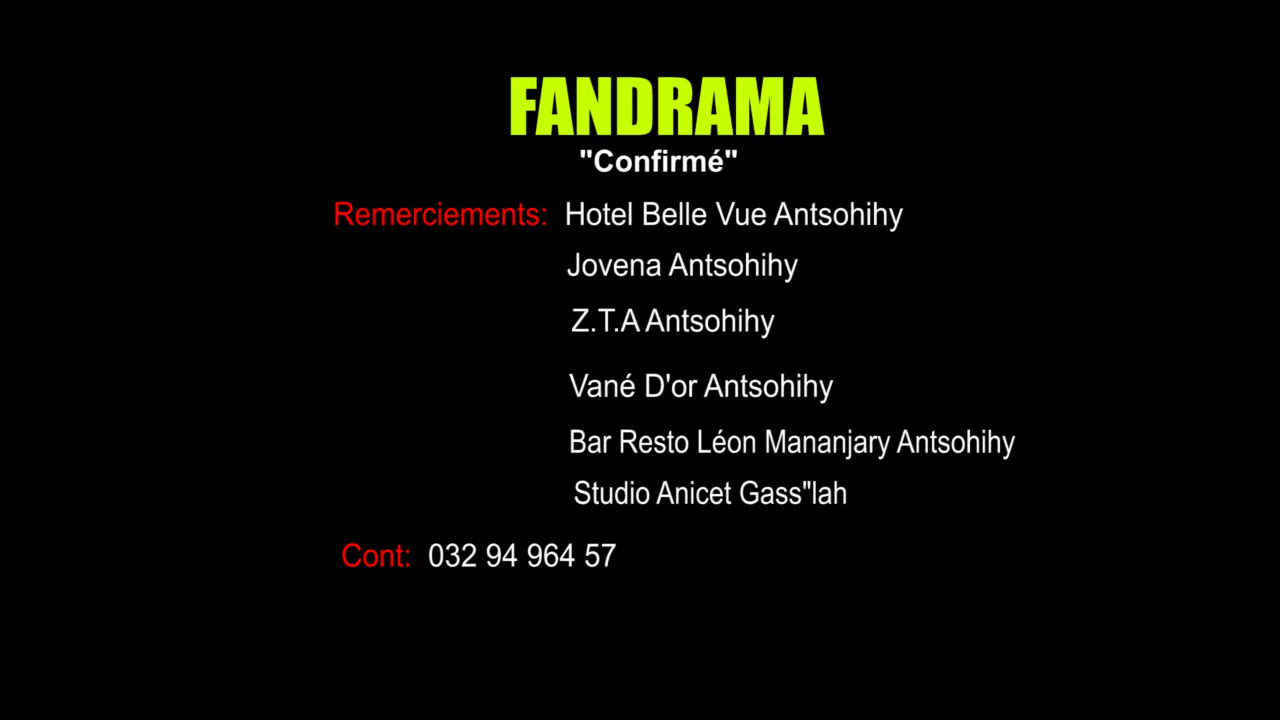 FANDRAMA
"Confirmé"
Remerciements: Hotel Belle Vue Antsohihy
Jovena Antsohihy
Z.T.A Antsohihy
Vané D'or Antsohihy
Bar Resto Léon Mananjary Antsohihy
Studio Anicet Gass"lah
Cont: 032 94 964 57